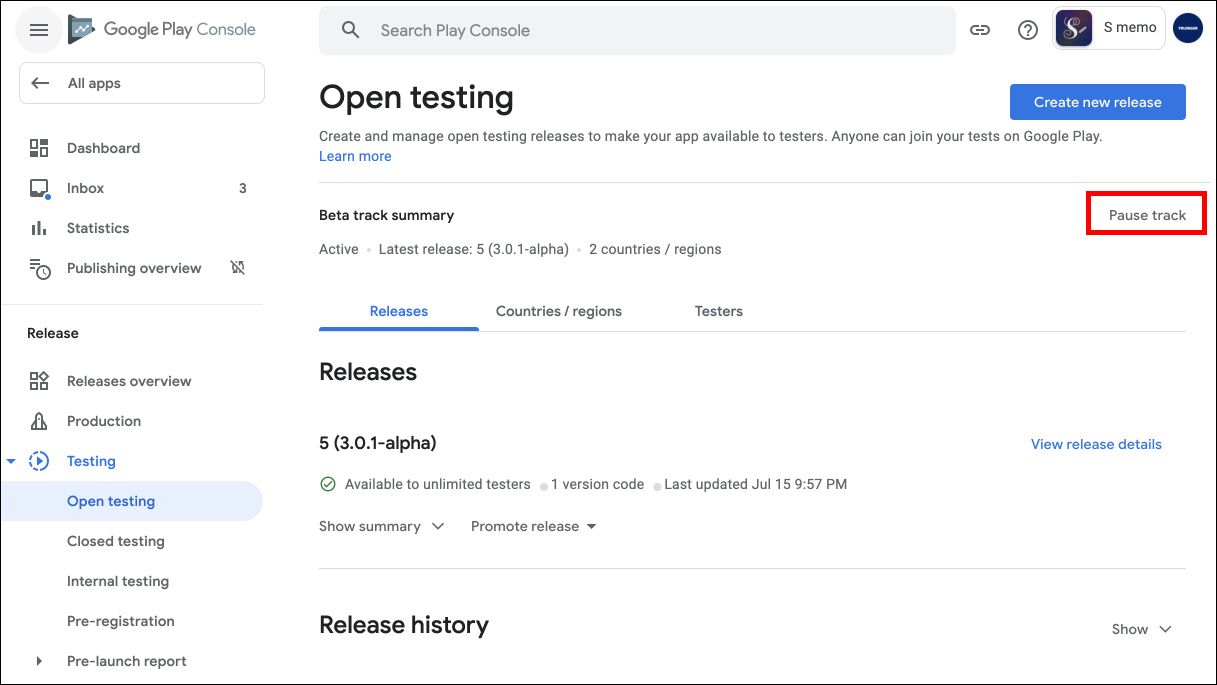 Google Play Console
Search Play Console
S memo
All apps
Dashboard
Inbox 3
Statistics
Publishing overview
Release
Releases overview
Production
Testing
Open testing
Closed testing
Internal testing
Pre-registration
Pre-launch report
Open testing
Create new release
Create and manage open testing releases to make your app available to testers. Anyone can join your tests on Google Play.
Learn more
Beta track summary
Pause track
Active • Latest release: 5 (3.0.1-alpha) • 2 countries / regions
Releases Countries / regions Testers
Releases
5 (3.0.1-alpha)
View release details
Available to unlimited testers • 1 version code • Last updated Jul 15 9:57 PM
Show summary Promote release
Release history
Show